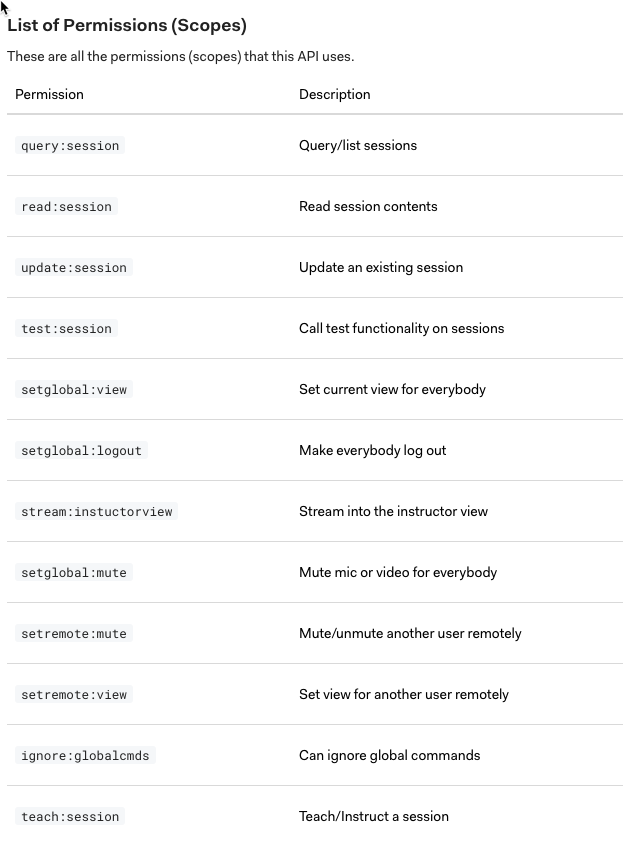 List of Permissions (Scopes)
These are all the permissions (scopes) that this API uses.
Permission Description
query:session Query/list sessions
read:session Read session contents
update:session Update an existing session
test:session Call test functionality on sessions
setglobal:view Set current view for everybody
setglobal:logout Make everybody log out
stream:instuctorview Stream into the instructor view
setglobal:mute Mute mic or video for everybody
setremote:mute Mute/unmute another user remotely
setremote:view Set view for another user remotely
ignore:globalcmds Can ignore global commands
teach:session Teach/Instruct a session